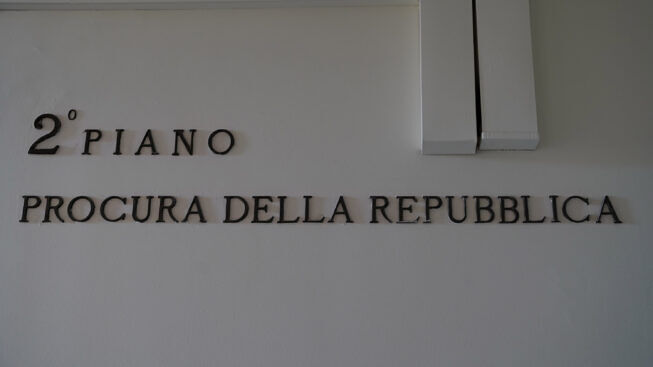 2° PIANO
PROCURA DELLA REPUBBLICA